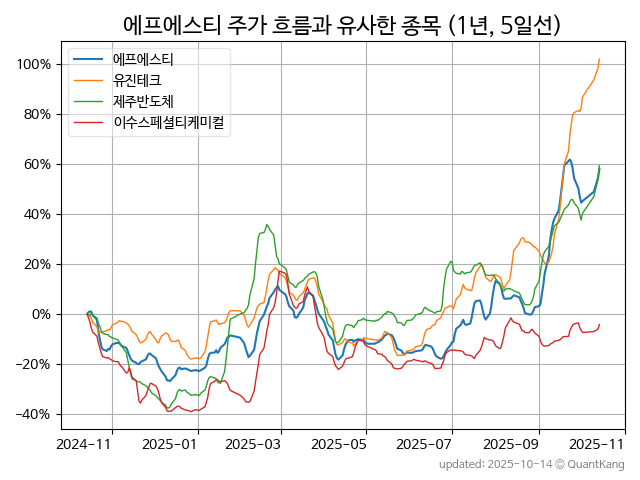 에프에스티 주가 흐름과 유사한 종목 (1년, 5일선)
에프에스티
유진테크
제주반도체
이수스페셜티케미컬
100%
80%
60%
40%
20%
0%
−20%
−40%
2024-11 2025-01 2025-03 2025-05 2025-07 2025-09 2025-11
updated: 2025-10-14 © QuantKang